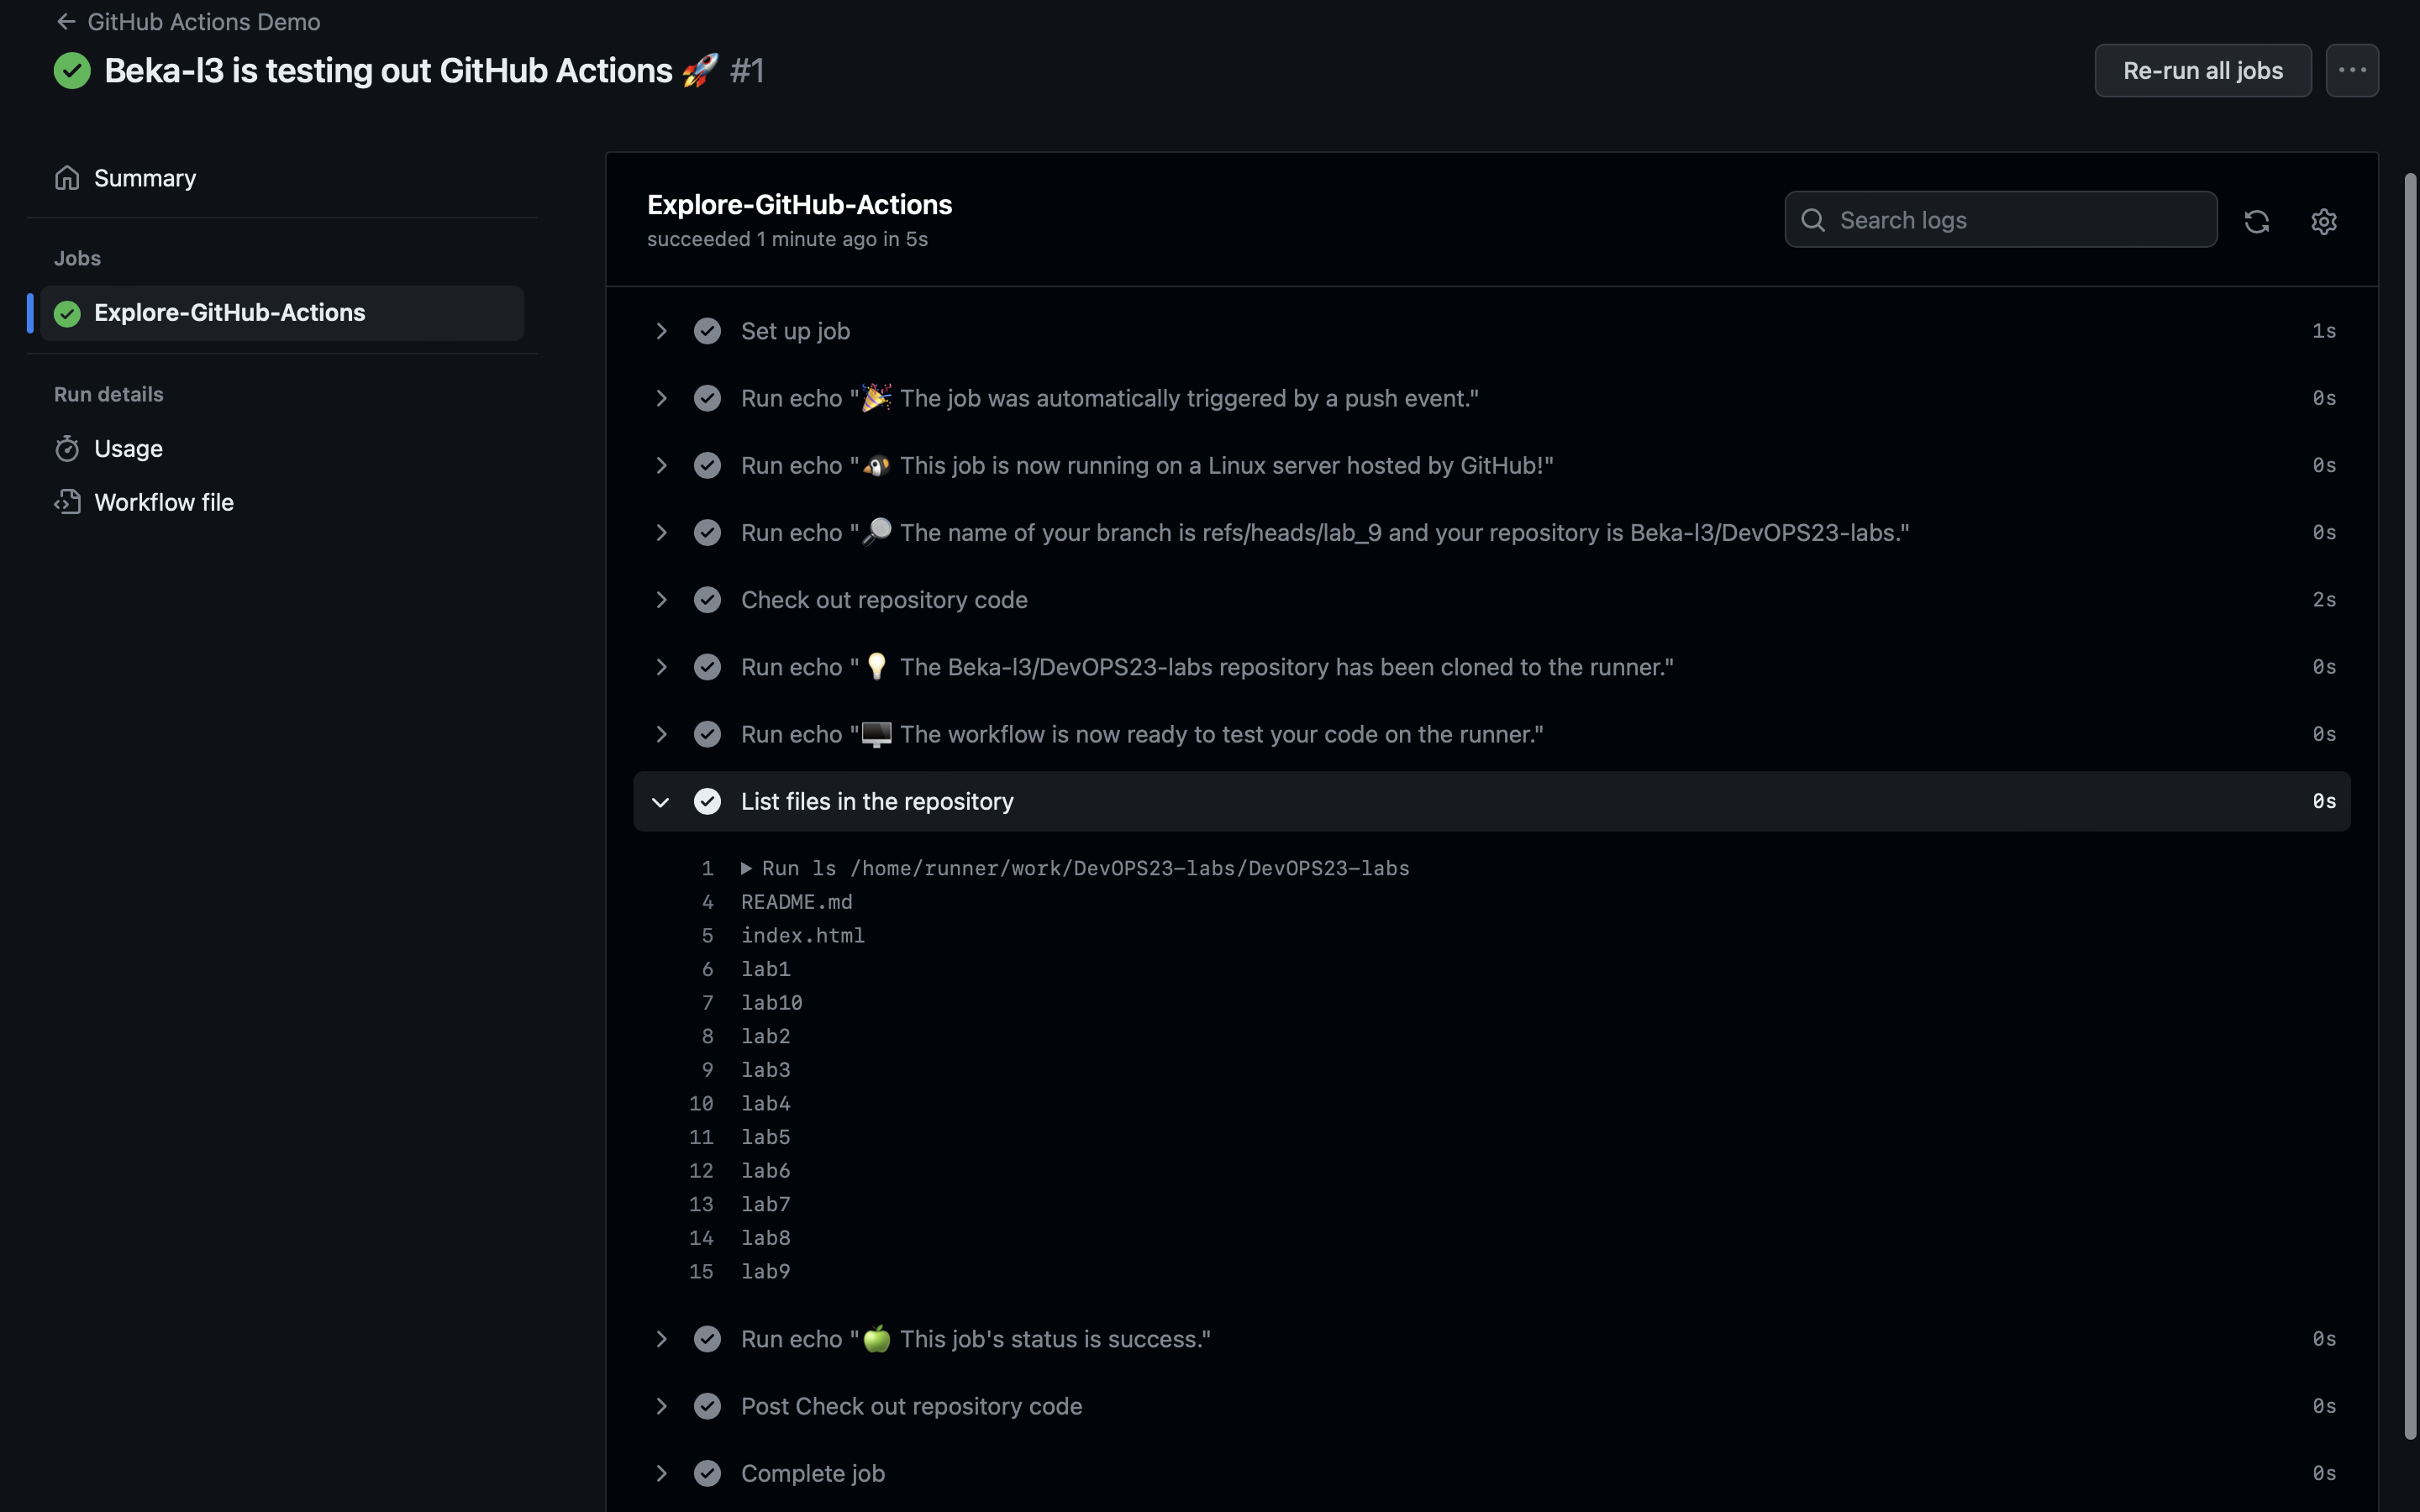 ← GitHub Actions Demo
Beka-l3 is testing out GitHub Actions 🚀 #1
Re-run all jobs
Summary
Jobs
Explore-GitHub-Actions
Run details
Usage
Workflow file
Explore-GitHub-Actions
succeeded 1 minute ago in 5s
Search logs
Set up job 1s
Run echo "🎉 The job was automatically triggered by a push event." 0s
Run echo "🐧 This job is now running on a Linux server hosted by GitHub!" 0s
Run echo "🔎 The name of your branch is refs/heads/lab_9 and your repository is Beka-l3/DevOPS23-labs." 0s
Check out repository code 2s
Run echo "💡 The Beka-l3/DevOPS23-labs repository has been cloned to the runner." 0s
Run echo "🖥️ The workflow is now ready to test your code on the runner." 0s
List files in the repository 0s
1 ▶ Run ls /home/runner/work/DevOPS23-labs/DevOPS23-labs
4 README.md
5 index.html
6 lab1
7 lab10
8 lab2
9 lab3
10 lab4
11 lab5
12 lab6
13 lab7
14 lab8
15 lab9
Run echo "🍏 This job's status is success." 0s
Post Check out repository code 0s
Complete job 0s